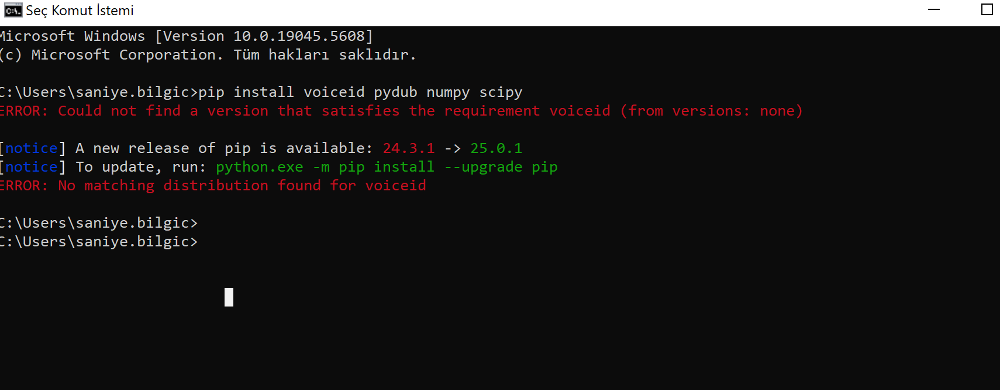 Seç Komut İstemi
Microsoft Windows [Version 10.0.19045.5608]
(c) Microsoft Corporation. Tüm hakları saklıdır.
C:\Users\saniye.bilgic>pip install voiceid pydub numpy scipy
ERROR: Could not find a version that satisfies the requirement voiceid (from versions: none)
[notice] A new release of pip is available: 24.3.1 -> 25.0.1
[notice] To update, run: python.exe -m pip install --upgrade pip
ERROR: No matching distribution found for voiceid
C:\Users\saniye.bilgic>
C:\Users\saniye.bilgic>